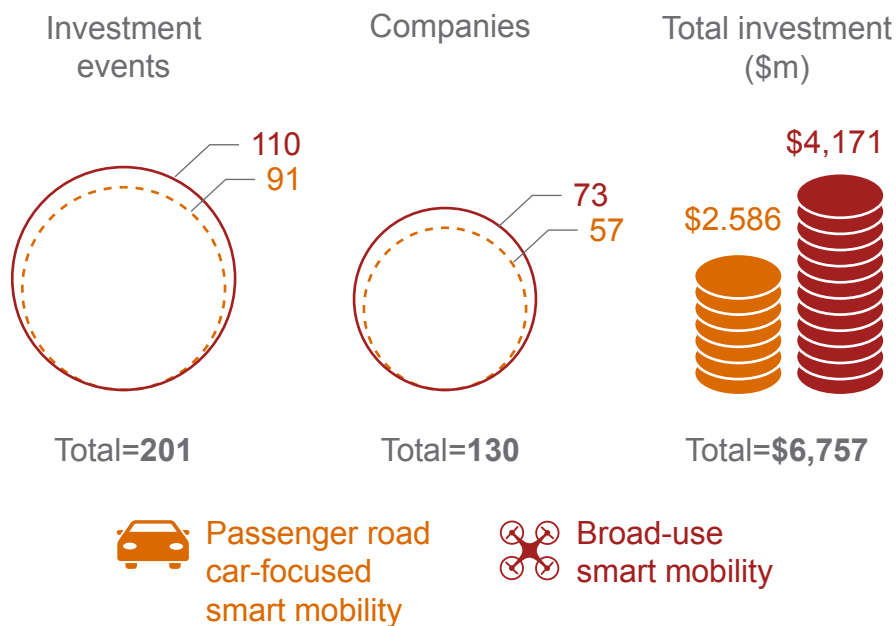 Investment
events
Companies
Total investment
($m)
110
91
73
57
$4,171
$2.586
Total=201
Total=130
Total=$6,757
Passenger road
car-focused
smart mobility
Broad-use
smart mobility